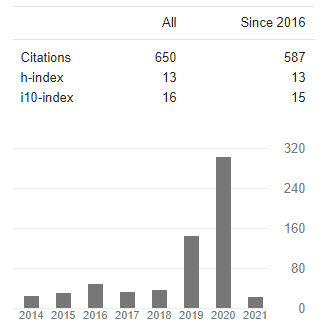 All Since 2016
Citations 650 587
h-index 13 13
i10-index 16 15
320
240
160
80
0
2014 2015 2016 2017 2018 2019 2020 2021